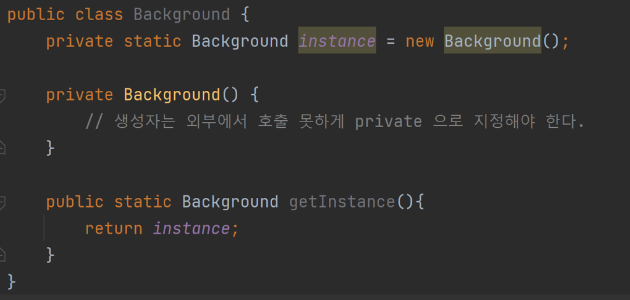 public class Background {
    private static Background instance = new Background();
    private Background() {
        // 생성자는 외부에서 호출 못하게 private 으로 지정해야 한다.
    }
    public static Background getInstance(){
        return instance;
    }
}